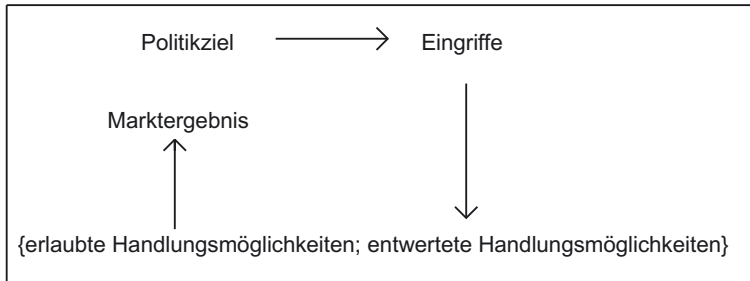 Politikziel Eingriffe
Marktergebnis
{erlaubte Handlungsmöglichkeiten; entwertete Handlungsmöglichkeiten}